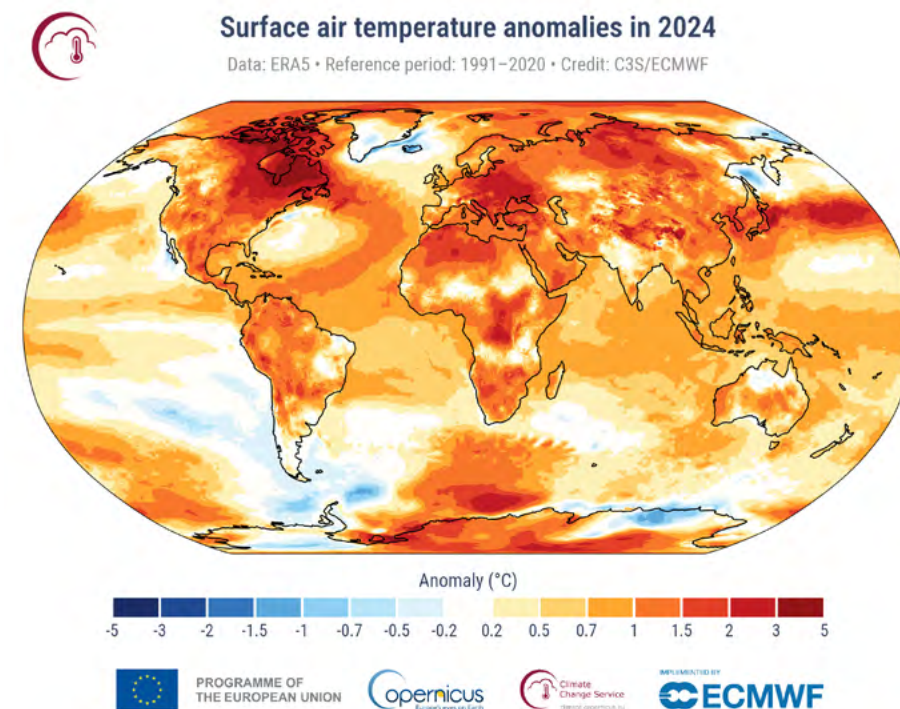 Surface air temperature anomalies in 2024
Data: ERA5 • Reference period: 1991–2020 • Credit: C3S/ECMWF
Anomaly (°C)
-5 -3 -2 -1.5 -1 -0.7 -0.5 -0.2 0.2 0.5 0.7 1 1.5 2 3 5
PROGRAMME OF
THE EUROPEAN UNION
Copernicus
Climate
Change Service
IMPLEMENTED BY
ECMWF